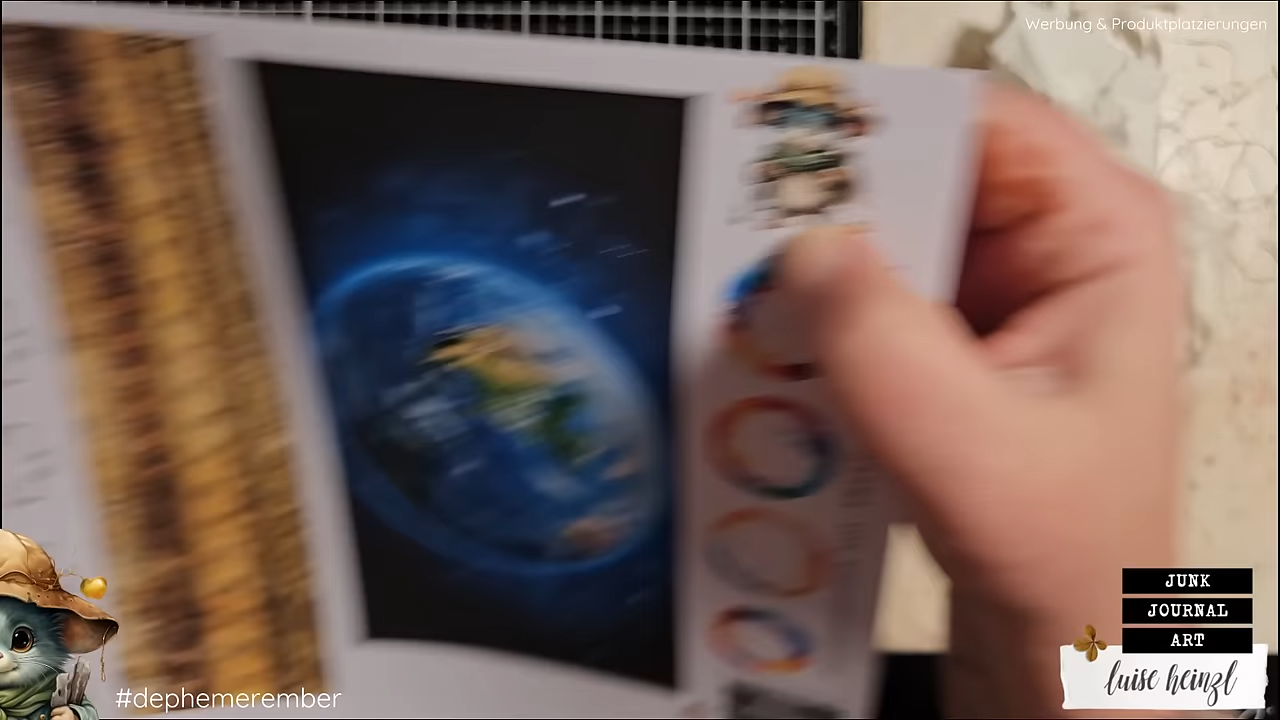 Werbung & Produktplatzierungen
JUNK
JOURNAL
ART
luise heinzl
#dephemerember